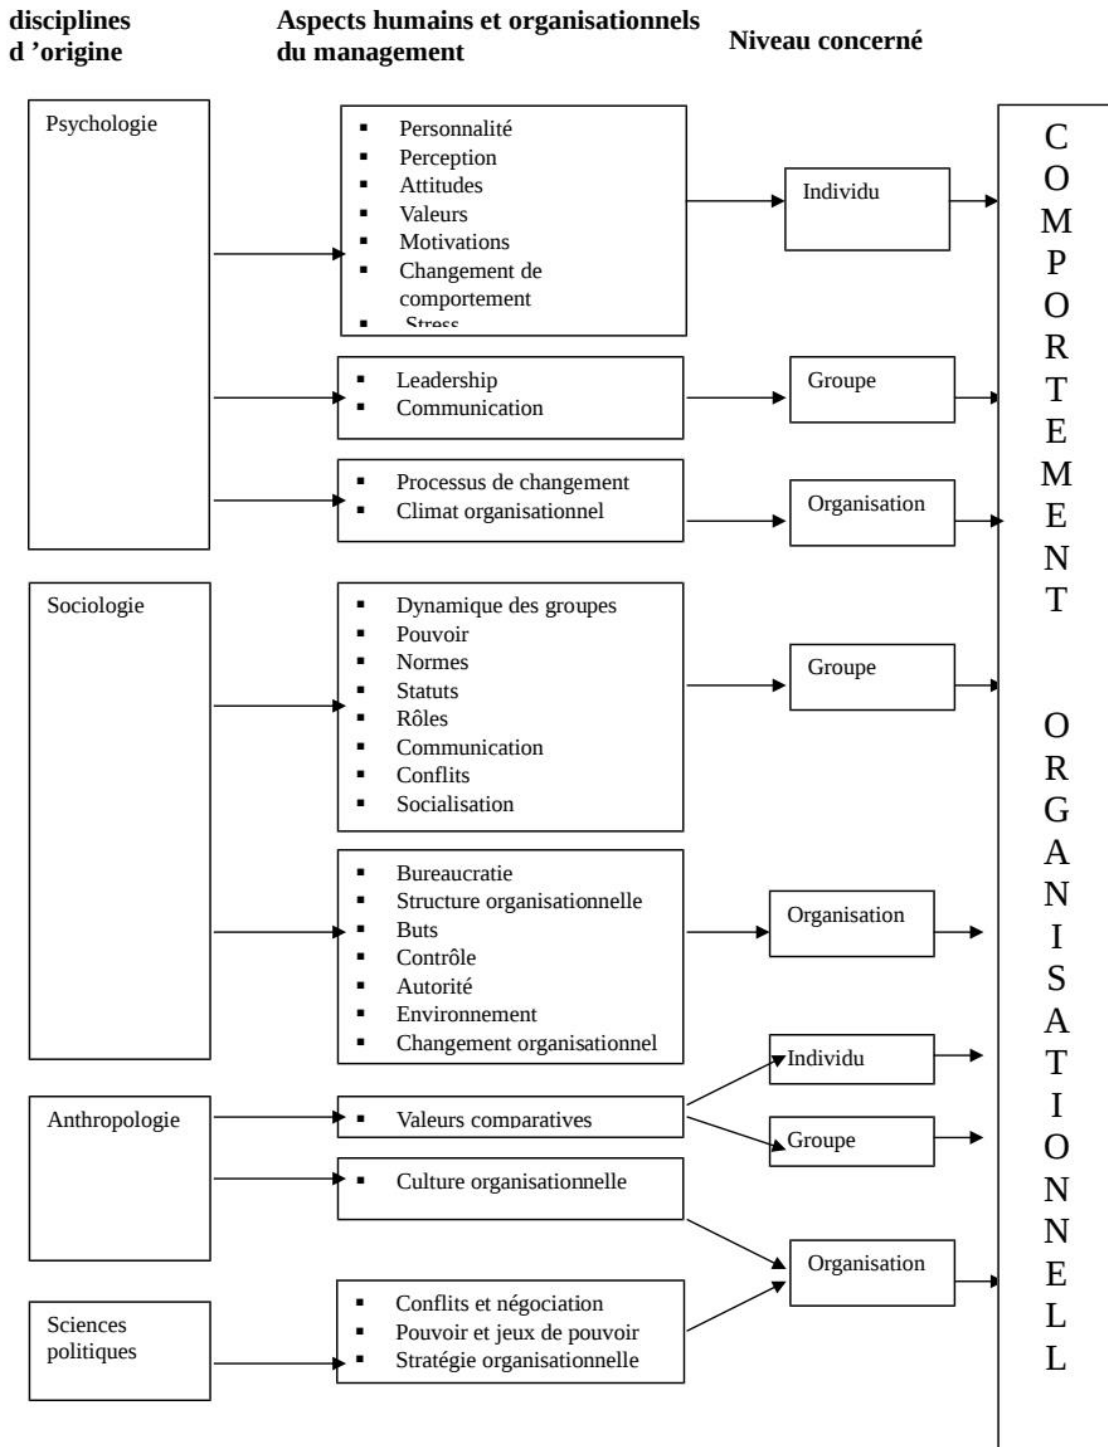 disciplines
d ’origine
Aspects humains et organisationnels
du management
Niveau concerné
Psychologie
▪ Personnalité
▪ Perception
▪ Attitudes
▪ Valeurs
▪ Motivations
▪ Changement de
comportement
▪ Stress
Individu
▪ Leadership
▪ Communication
Groupe
▪ Processus de changement
▪ Climat organisationnel
Organisation
Sociologie
▪ Dynamique des groupes
▪ Pouvoir
▪ Normes
▪ Statuts
▪ Rôles
▪ Communication
▪ Conflits
▪ Socialisation
Groupe
▪ Bureaucratie
▪ Structure organisationnelle
▪ Buts
▪ Contrôle
▪ Autorité
▪ Environnement
▪ Changement organisationnel
Organisation
Anthropologie
▪ Valeurs comparatives
Individu
Groupe
▪ Culture organisationnelle
Organisation
Sciences
politiques
▪ Conflits et négociation
▪ Pouvoir et jeux de pouvoir
▪ Stratégie organisationnelle
C
O
M
P
O
R
T
E
M
E
N
T
O
R
G
A
N
I
S
A
T
I
O
N
N
E
L
L